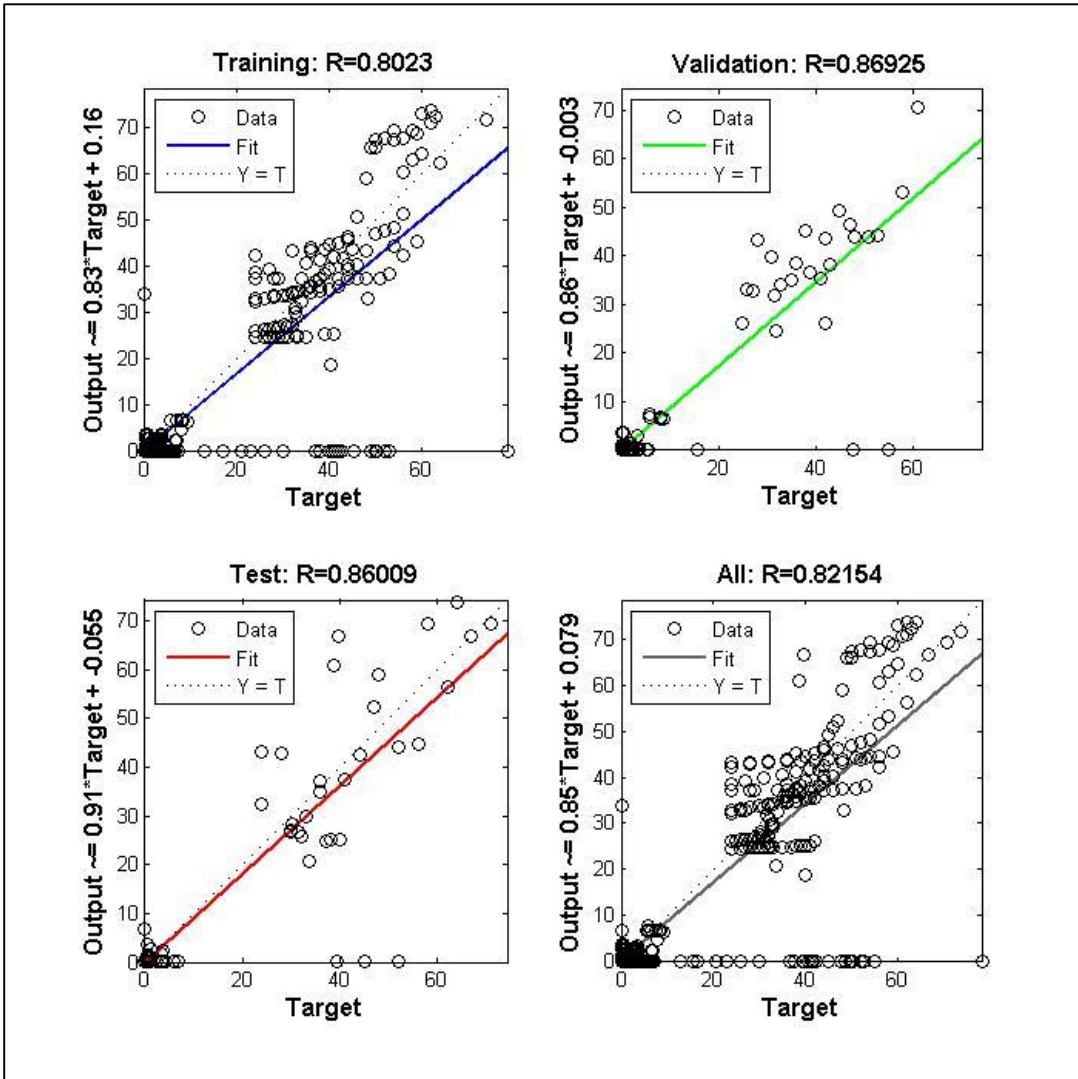 Training: R=0.8023
Output ~= 0.83*Target + 0.16
Data
Fit
Y = T
70
60
50
40
30
20
10
0
0
20
40
60
Target
Validation: R=0.86925
Output ~= 0.86*Target + -0.003
Data
Fit
Y = T
70
60
50
40
30
20
10
0
0
20
40
60
Target
Test: R=0.86009
Output ~= 0.91*Target + -0.055
Data
Fit
Y = T
70
60
50
40
30
20
10
0
0
20
40
60
Target
All: R=0.82154
Output ~= 0.85*Target + 0.079
Data
Fit
Y = T
70
60
50
40
30
20
10
0
0
20
40
60
Target